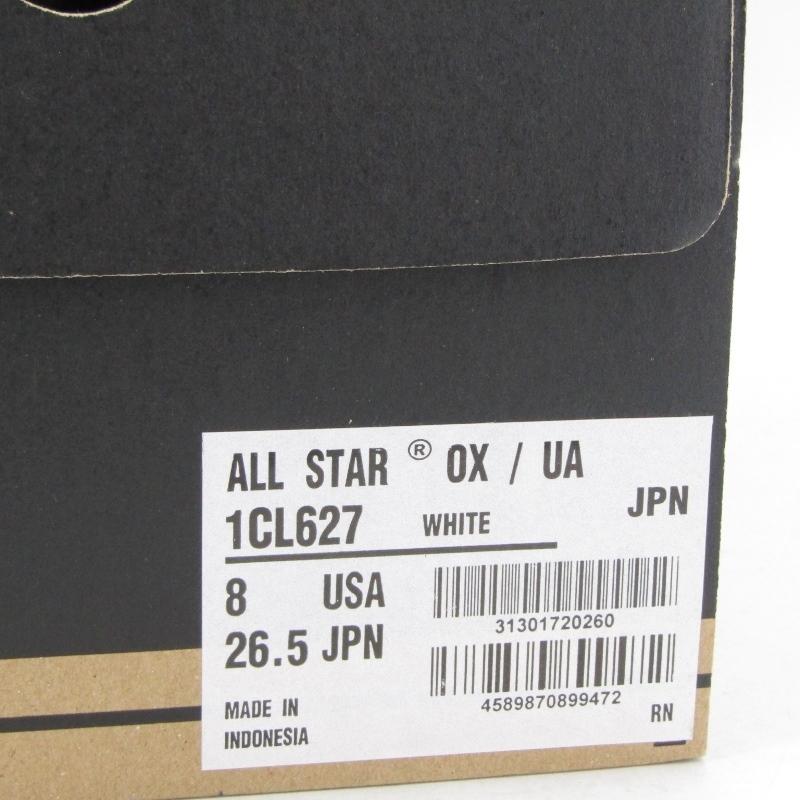 ALL STAR ® OX / UA
1CL627 WHITE JPN
8 USA
31301720260
26.5 JPN
4589870899472
MADE IN
INDONESIA
RN